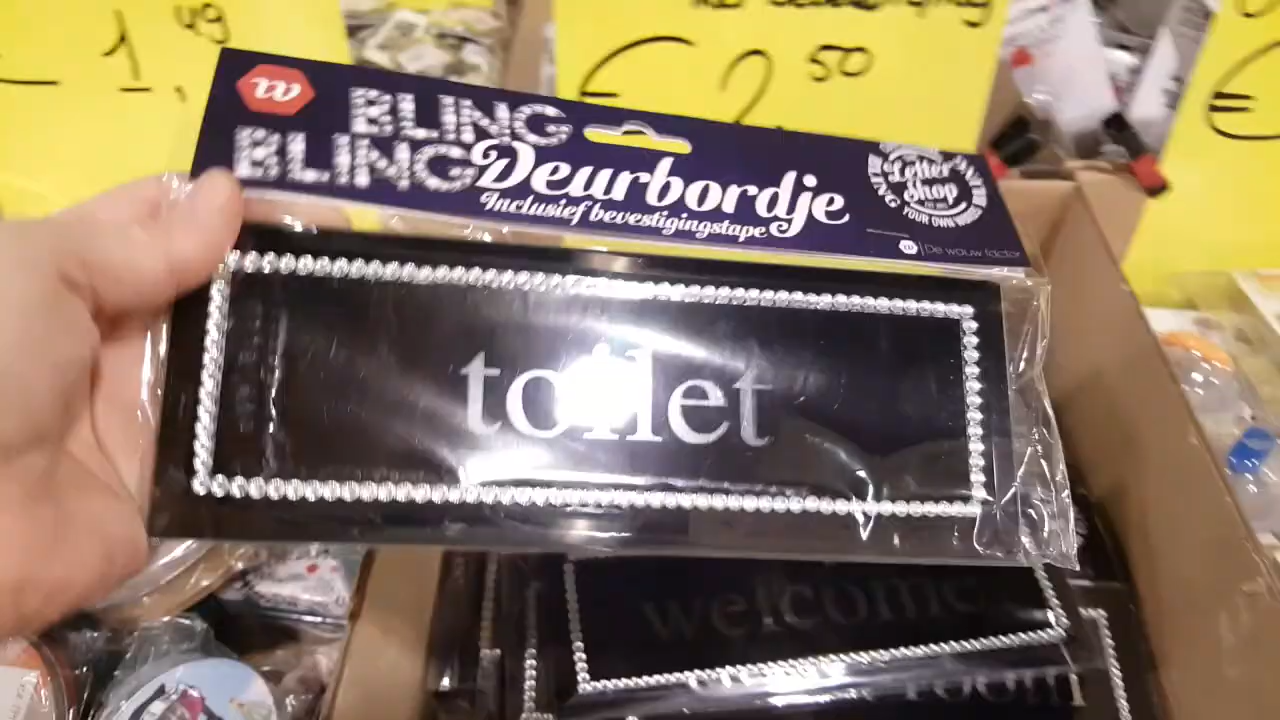 1,49
€ 2,50
€
w
BLING
BLING Deurbordje
Inclusief bevestigingstape
Letter
Shop
YOUR OWN WORDS
w | De wauw factor
toilet
welcome
room